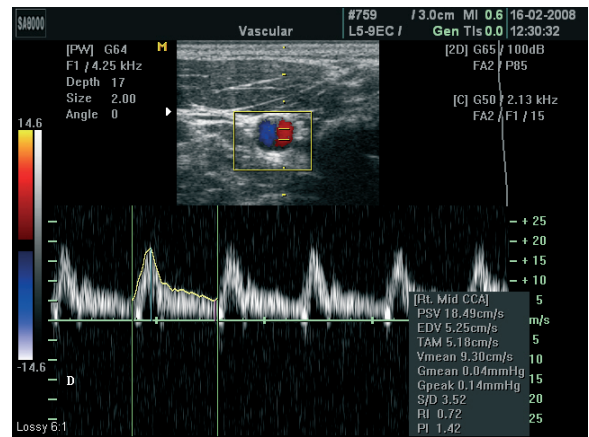 SA8000
Vascular
#759 / 3.0cm MI 0.6 16-02-2008
L5-9EC / Gen TIs 0.0 12:30:32
[PW] G64
F1 / 4.25 kHz
Depth 17
Size 2.00
Angle 0
M
[2D] G65 / 100dB
FA2 / P85
[C] G50 / 2.13 kHz
FA2 / F1 / 15
14.6
-14.6
D
+ 25
+ 20
+ 15
+ 10
5
m/s
5
10
15
20
25
[Rt. Mid CCA]
PSV 18.49cm/s
EDV 5.25cm/s
TAM 5.18cm/s
Vmean 9.30cm/s
Gmean 0.04mmHg
Gpeak 0.14mmHg
S/D 3.52
RI 0.72
PI 1.42
Lossy 6:1